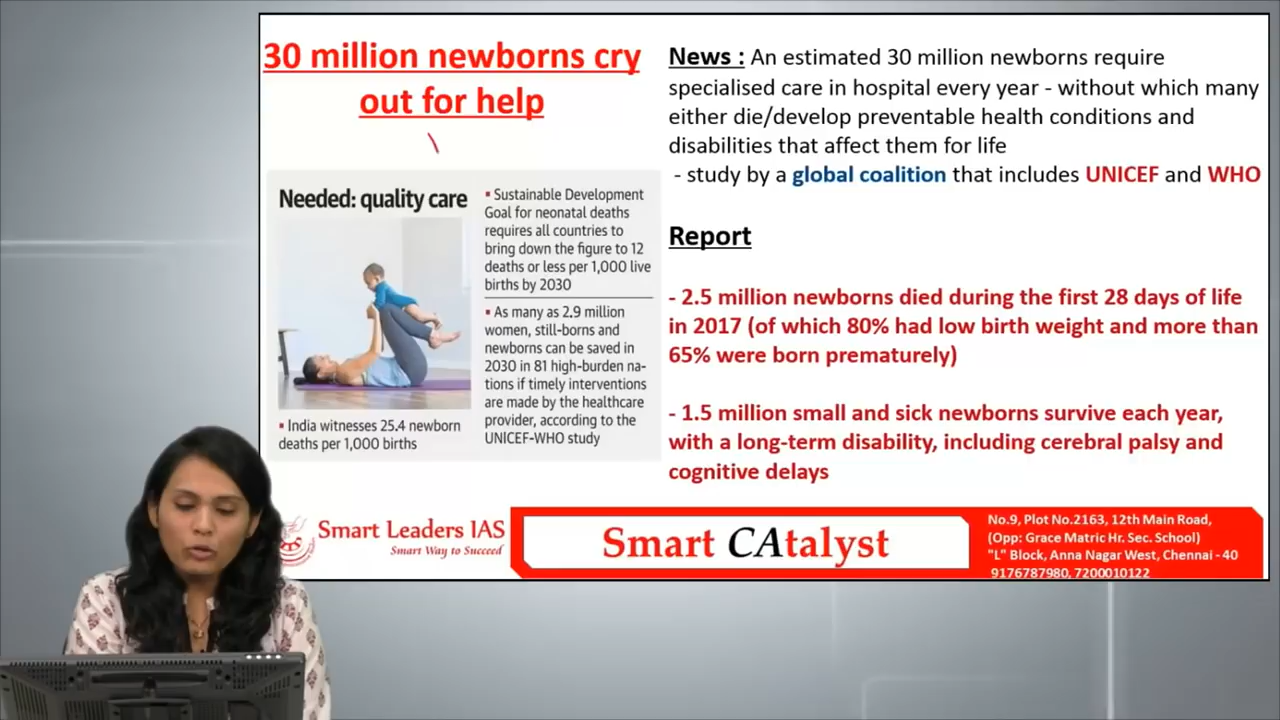 30 million newborns cry
out for help
Needed: quality care
▪ India witnesses 25.4 newborn
deaths per 1,000 births
▪ Sustainable Development
Goal for neonatal deaths
requires all countries to
bring down the figure to 12
deaths or less per 1,000 live
births by 2030
▪ As many as 2.9 million
women, still-borns and
newborns can be saved in
2030 in 81 high-burden na-
tions if timely interventions
are made by the healthcare
provider, according to the
UNICEF-WHO study
News : An estimated 30 million newborns require
specialised care in hospital every year - without which many
either die/develop preventable health conditions and
disabilities that affect them for life
- study by a global coalition that includes UNICEF and WHO
Report
- 2.5 million newborns died during the first 28 days of life
in 2017 (of which 80% had low birth weight and more than
65% were born prematurely)
- 1.5 million small and sick newborns survive each year,
with a long-term disability, including cerebral palsy and
cognitive delays
Smart Leaders IAS
Smart Way to Succeed
Smart CAtalyst
No.9, Plot No.2163, 12th Main Road,
(Opp: Grace Matric Hr. Sec. School)
"L" Block, Anna Nagar West, Chennai - 40
9176787980, 7200010122